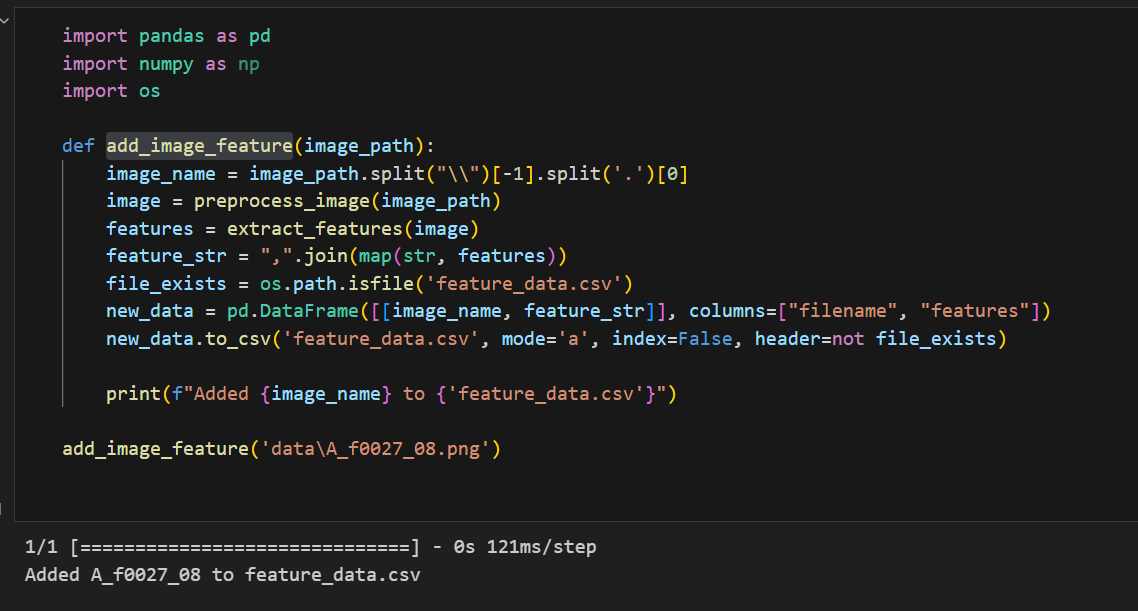 import pandas as pd
import numpy as np
import os
def add_image_feature(image_path):
    image_name = image_path.split("\\")[-1].split('.')[0]
    image = preprocess_image(image_path)
    features = extract_features(image)
    feature_str = ",".join(map(str, features))
    file_exists = os.path.isfile('feature_data.csv')
    new_data = pd.DataFrame([[image_name, feature_str]], columns=["filename", "features"])
    new_data.to_csv('feature_data.csv', mode='a', index=False, header=not file_exists)
    print(f"Added {image_name} to {'feature_data.csv'}")
add_image_feature('data\A_f0027_08.png')
1/1 [==============================] - 0s 121ms/step
Added A_f0027_08 to feature_data.csv